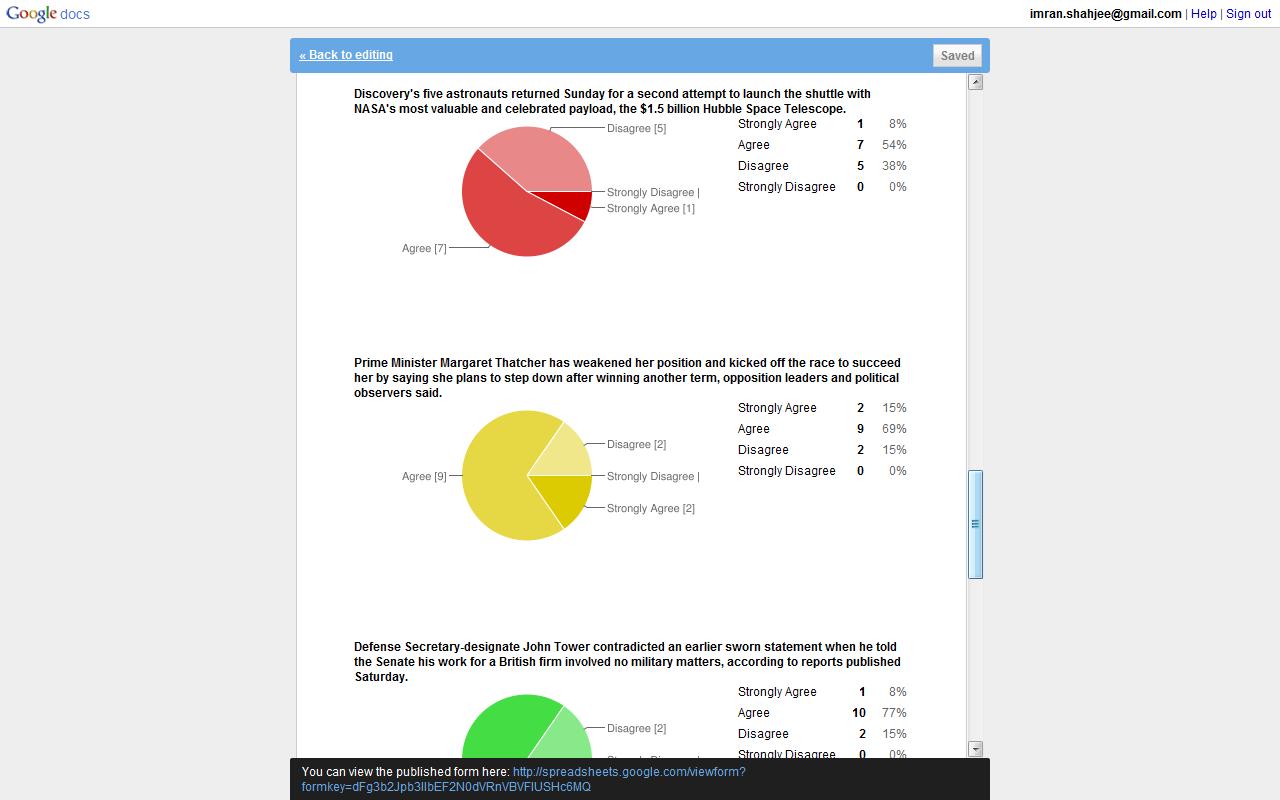 Google docs
imran.shahjee@gmail.com | Help | Sign out
« Back to editing
Saved
Discovery's five astronauts returned Sunday for a second attempt to launch the shuttle with
NASA's most valuable and celebrated payload, the $1.5 billion Hubble Space Telescope.
Disagree [5]
Strongly Disagree |
Strongly Agree [1]
Agree [7]
Strongly Agree 1 8%
Agree 7 54%
Disagree 5 38%
Strongly Disagree 0 0%
Prime Minister Margaret Thatcher has weakened her position and kicked off the race to succeed
her by saying she plans to step down after winning another term, opposition leaders and political
observers said.
Disagree [2]
Agree [9]
Strongly Disagree |
Strongly Agree [2]
Strongly Agree 2 15%
Agree 9 69%
Disagree 2 15%
Strongly Disagree 0 0%
Defense Secretary-designate John Tower contradicted an earlier sworn statement when he told
the Senate his work for a British firm involved no military matters, according to reports published
Saturday.
Disagree [2]
Strongly Agree 1 8%
Agree 10 77%
Disagree 2 15%
Strongly Disagree 0 0%
You can view the published form here: http://spreadsheets.google.com/viewform?